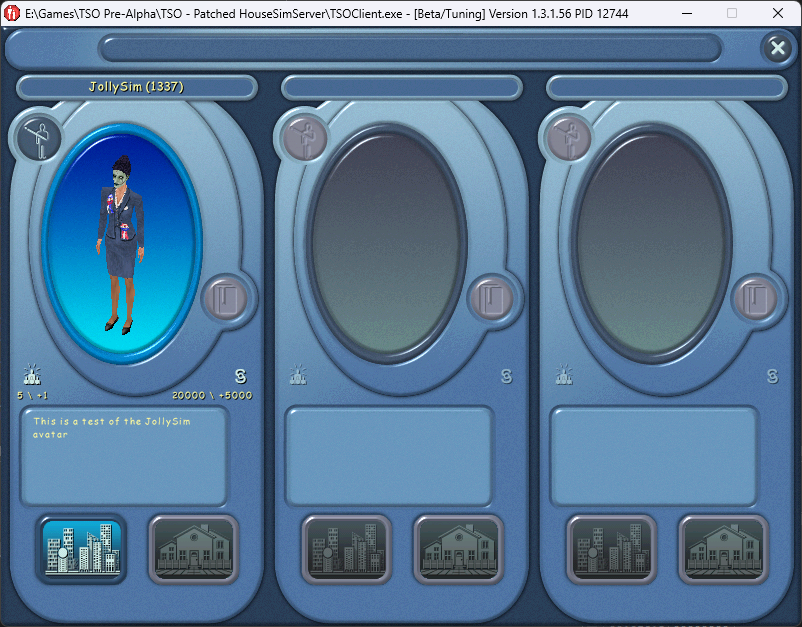 E:\Games\TSO Pre-Alpha\TSO - Patched HouseSimServer\TSOClient.exe - [Beta/Tuning] Version 1.3.1.56 PID 12744
JollySim (1337)
5 \ +1
20000 \ +5000
This is a test of the JollySim
avatar